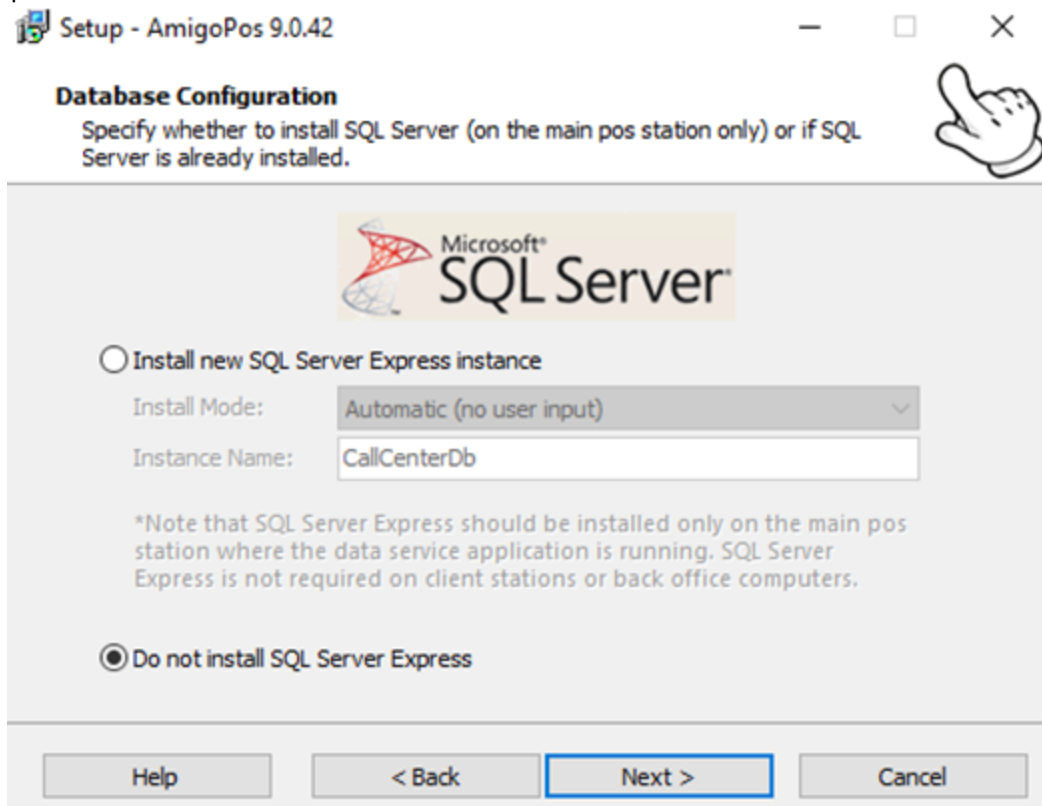 Setup - AmigoPos 9.0.42
Database Configuration
Specify whether to install SQL Server (on the main pos station only) or if SQL
Server is already installed.
Microsoft®
SQL Server
Install new SQL Server Express instance
Install Mode: Automatic (no user input)
Instance Name: CallCenterDb
*Note that SQL Server Express should be installed only on the main pos
station where the data service application is running. SQL Server
Express is not required on client stations or back office computers.
Do not install SQL Server Express
Help < Back Next > Cancel